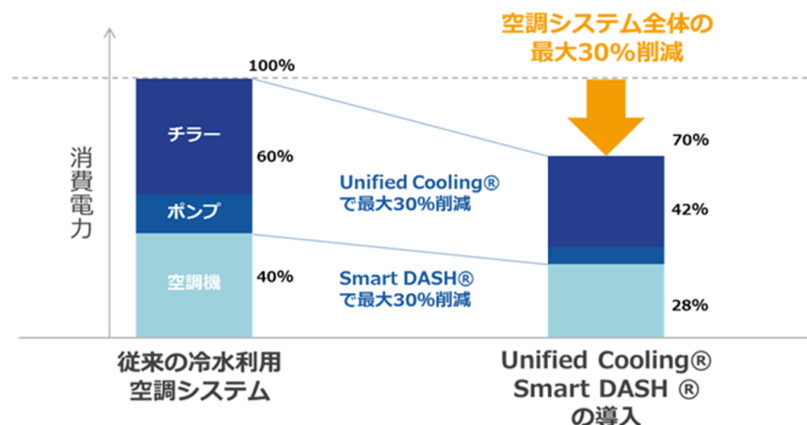 空調システム全体の
最大30%削減
100%
チラー
60%
ポンプ
空調機
40%
消費電力
Unified Cooling®
で最大30%削減
Smart DASH®
で最大30%削減
70%
42%
28%
従来の冷水利用
空調システム
Unified Cooling®
Smart DASH ®
の導入